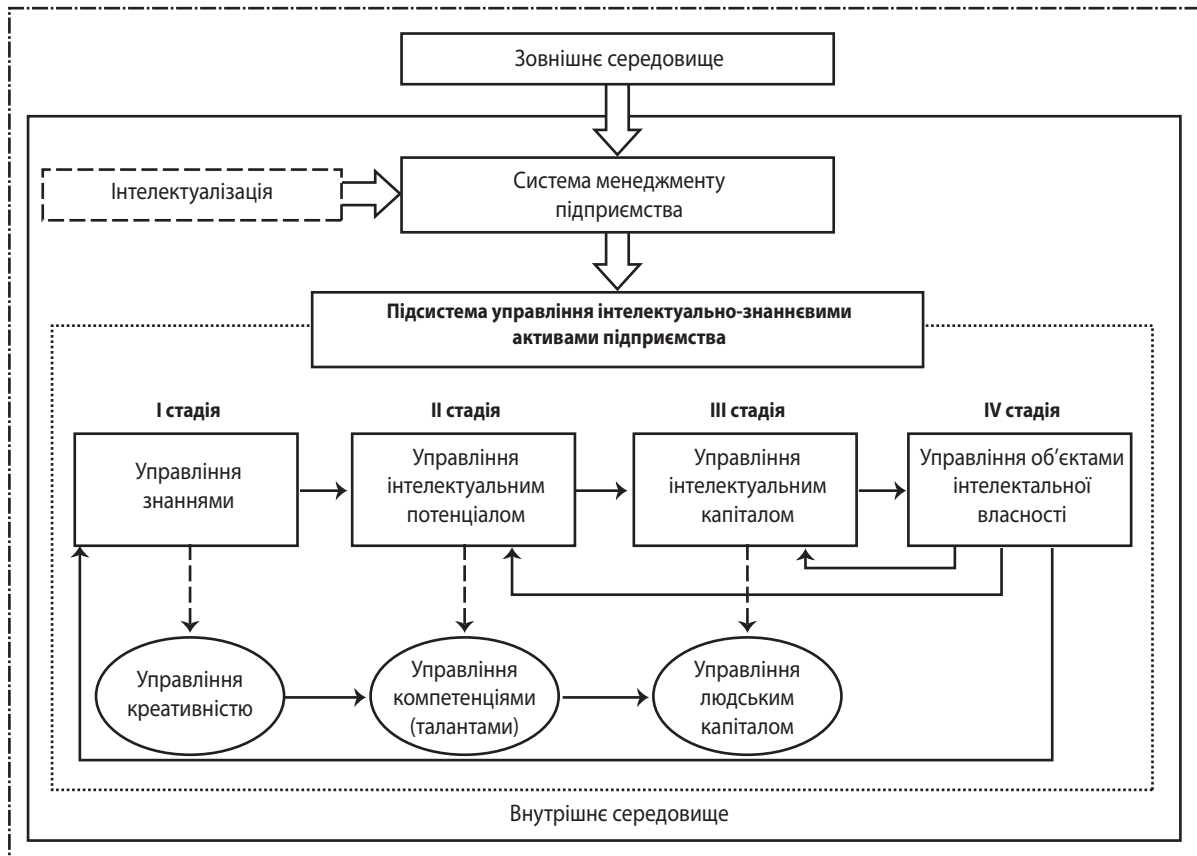 Зовнішнє середовище
Інтелектуалізація
Система менеджменту
підприємства
Підсистема управління інтелектуально-знаннєвими
активами підприємства
I стадія
II стадія
III стадія
IV стадія
Управління
знаннями
Управління
інтелектуальним
потенціалом
Управління
інтелектуальним
капіталом
Управління об’єктами
інтелектальної
власності
Управління
креативністю
Управління
компетенціями
(талантами)
Управління
людським
капіталом
Внутрішнє середовище